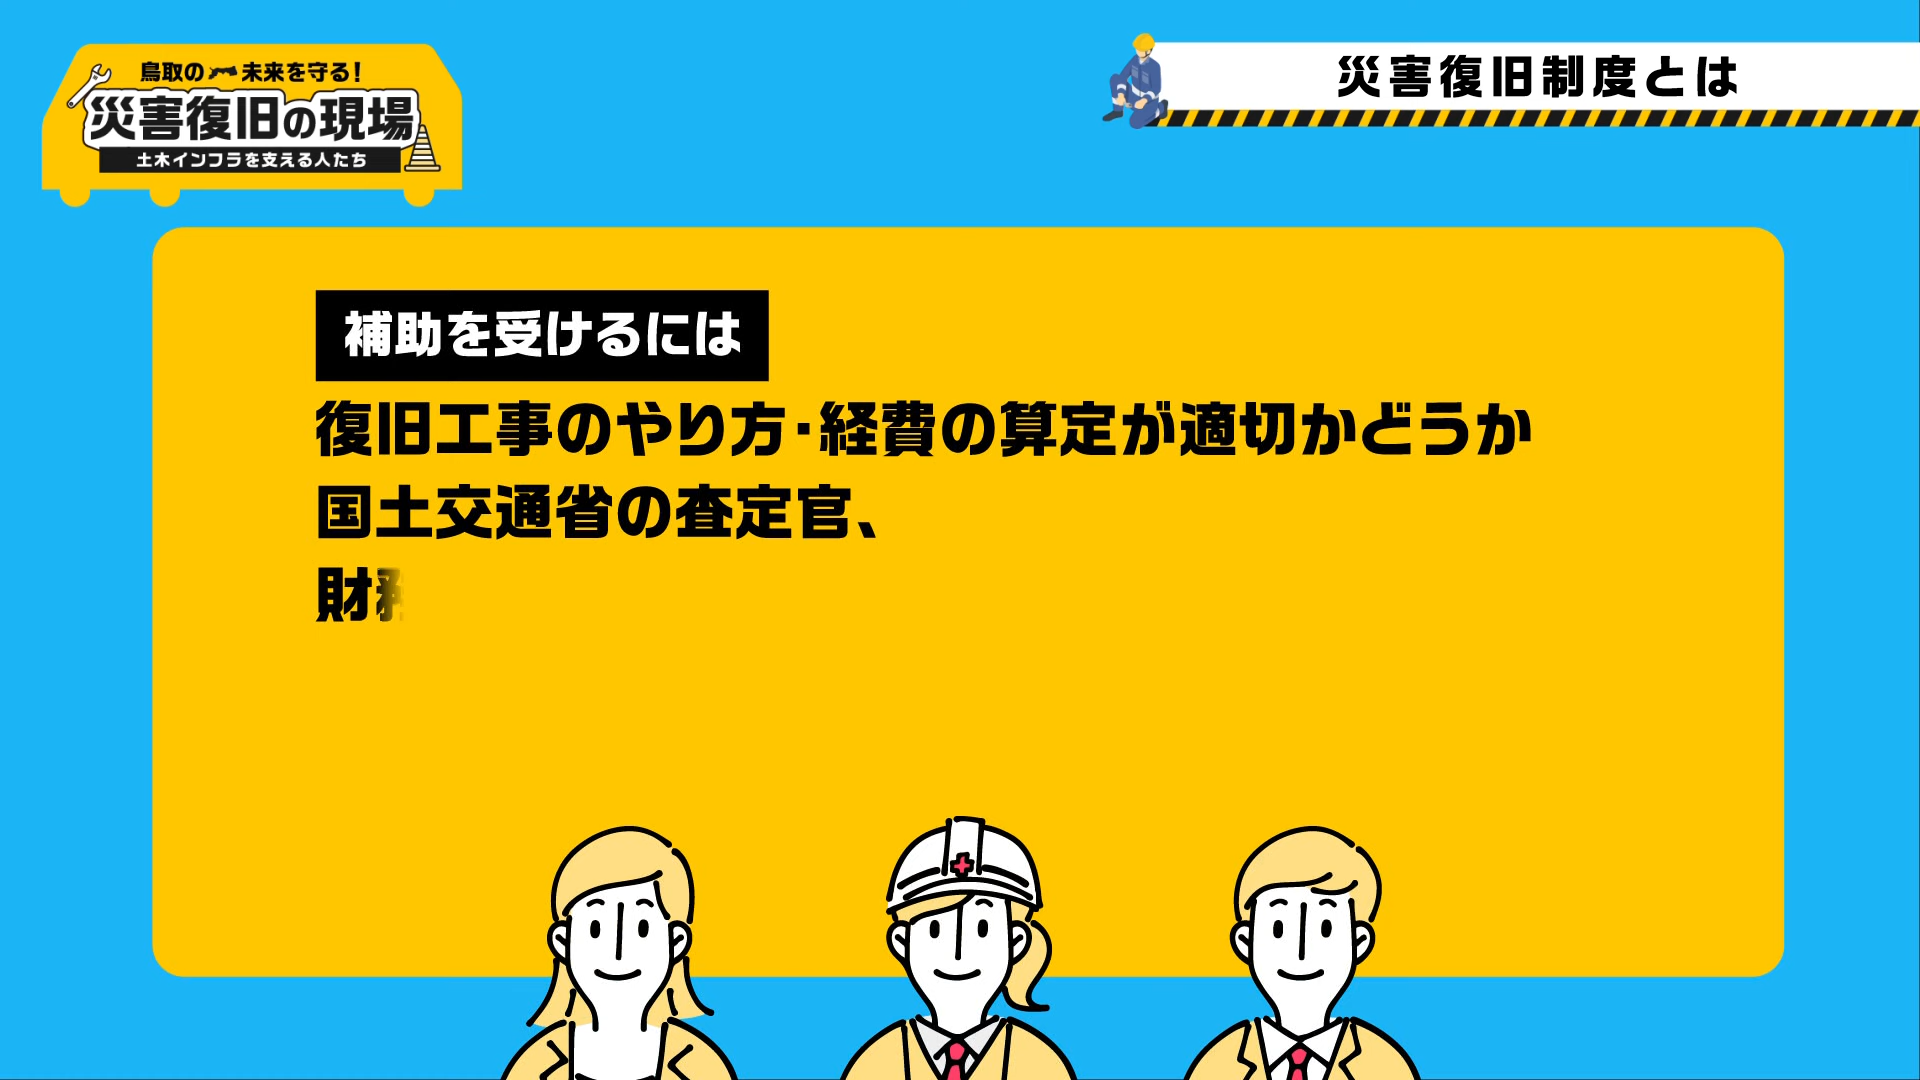 鳥取の未来を守る！
災害復旧の現場
土木インフラを支える人たち
災害復旧制度とは
補助を受けるには
復旧工事のやり方・経費の算定が適切かどうか
国土交通省の査定官、
財務